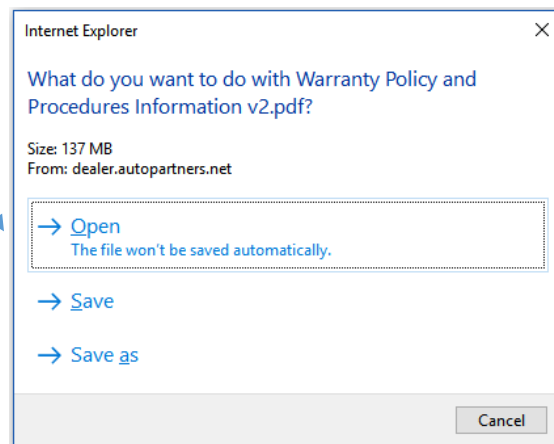 Internet Explorer
What do you want to do with Warranty Policy and
Procedures Information v2.pdf?
Size: 137 MB
From: dealer.autopartners.net
Open
The file won't be saved automatically.
Save
Save as
Cancel